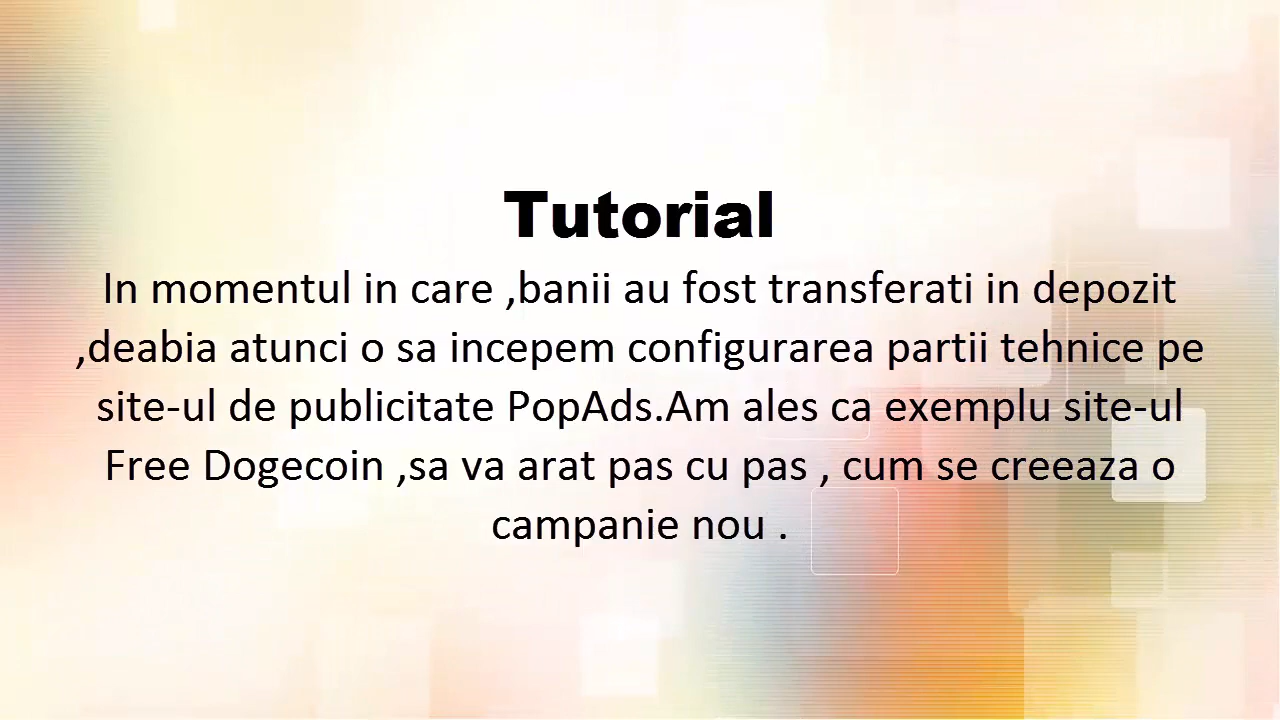 Tutorial
In momentul in care ,banii au fost transferati in depozit
,deabia atunci o sa incepem configurarea partii tehnice pe
site-ul de publicitate PopAds.Am ales ca exemplu site-ul
Free Dogecoin ,sa va arat pas cu pas , cum se creeaza o
campanie nou .